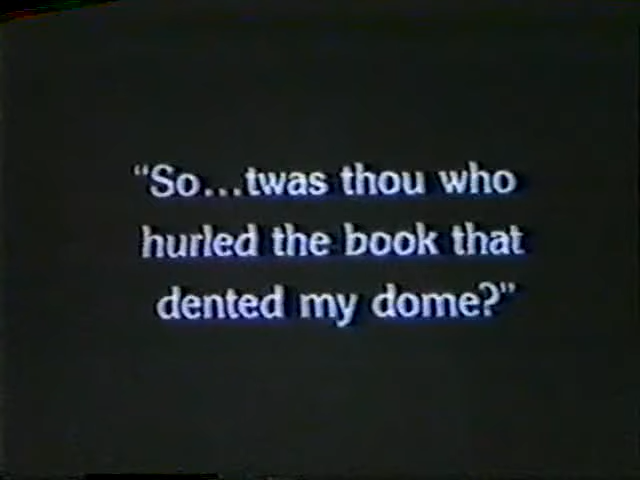 "So...twas thou who
hurled the book that
dented my dome?"